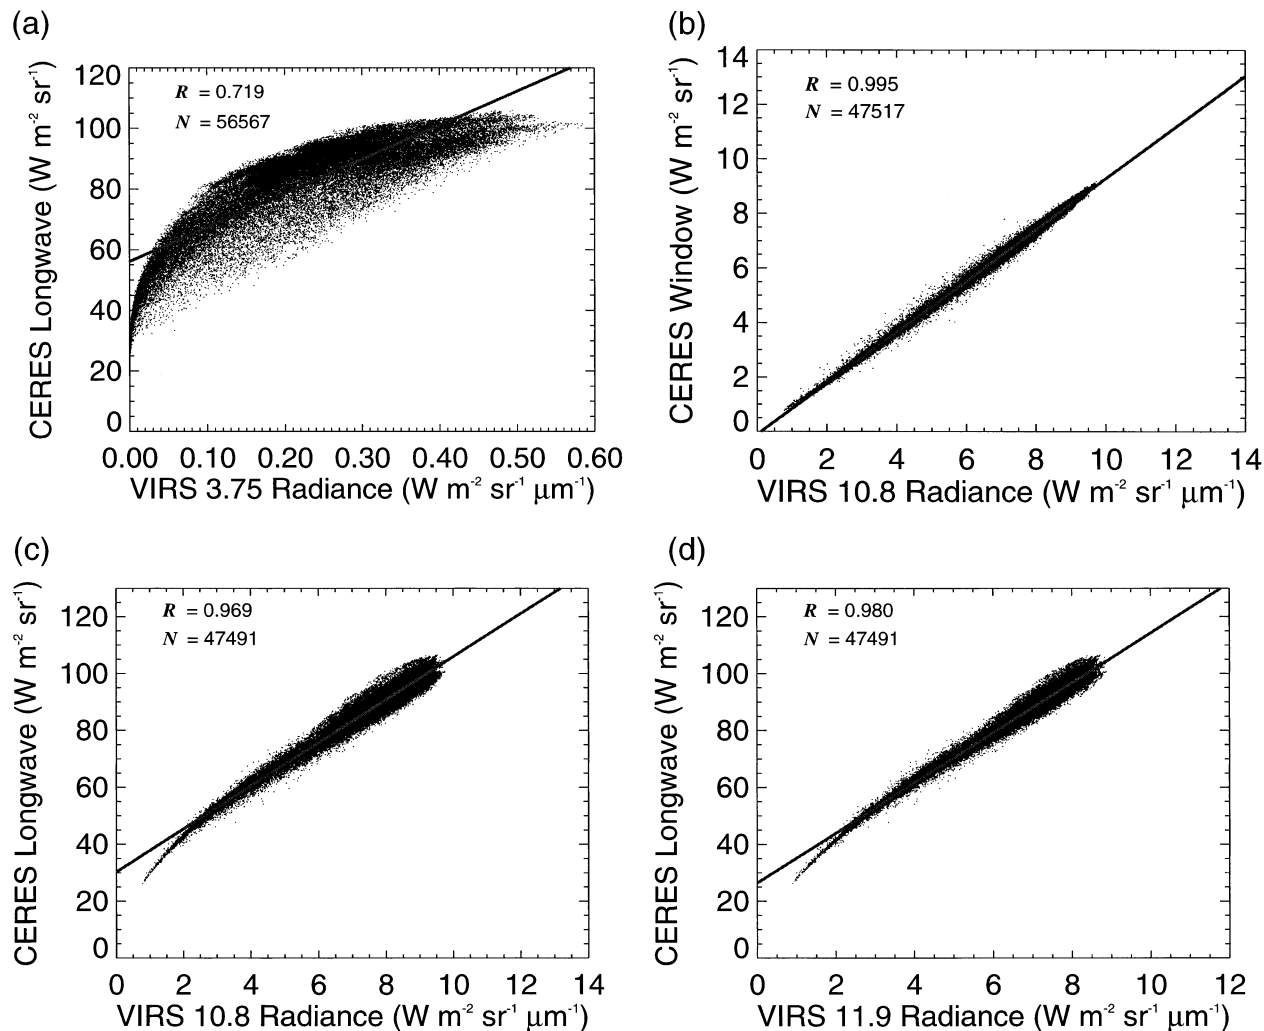 (a)
CERES Longwave (W m-2 sr-1)
120
100
80
60
40
20
0
R = 0.719
N = 56567
0.00 0.10 0.20 0.30 0.40 0.50 0.60
VIRS 3.75 Radiance (W m-2 sr-1 μm-1)
(b)
CERES Window (W m-2 sr-1)
14
12
10
8
6
4
2
0
R = 0.995
N = 47517
0 2 4 6 8 10 12 14
VIRS 10.8 Radiance (W m-2 sr-1 μm-1)
(c)
CERES Longwave (W m-2 sr-1)
120
100
80
60
40
20
0
R = 0.969
N = 47491
0 2 4 6 8 10 12 14
VIRS 10.8 Radiance (W m-2 sr-1 μm-1)
(d)
CERES Longwave (W m-2 sr-1)
120
100
80
60
40
20
0
R = 0.980
N = 47491
0 2 4 6 8 10 12
VIRS 11.9 Radiance (W m-2 sr-1 μm-1)